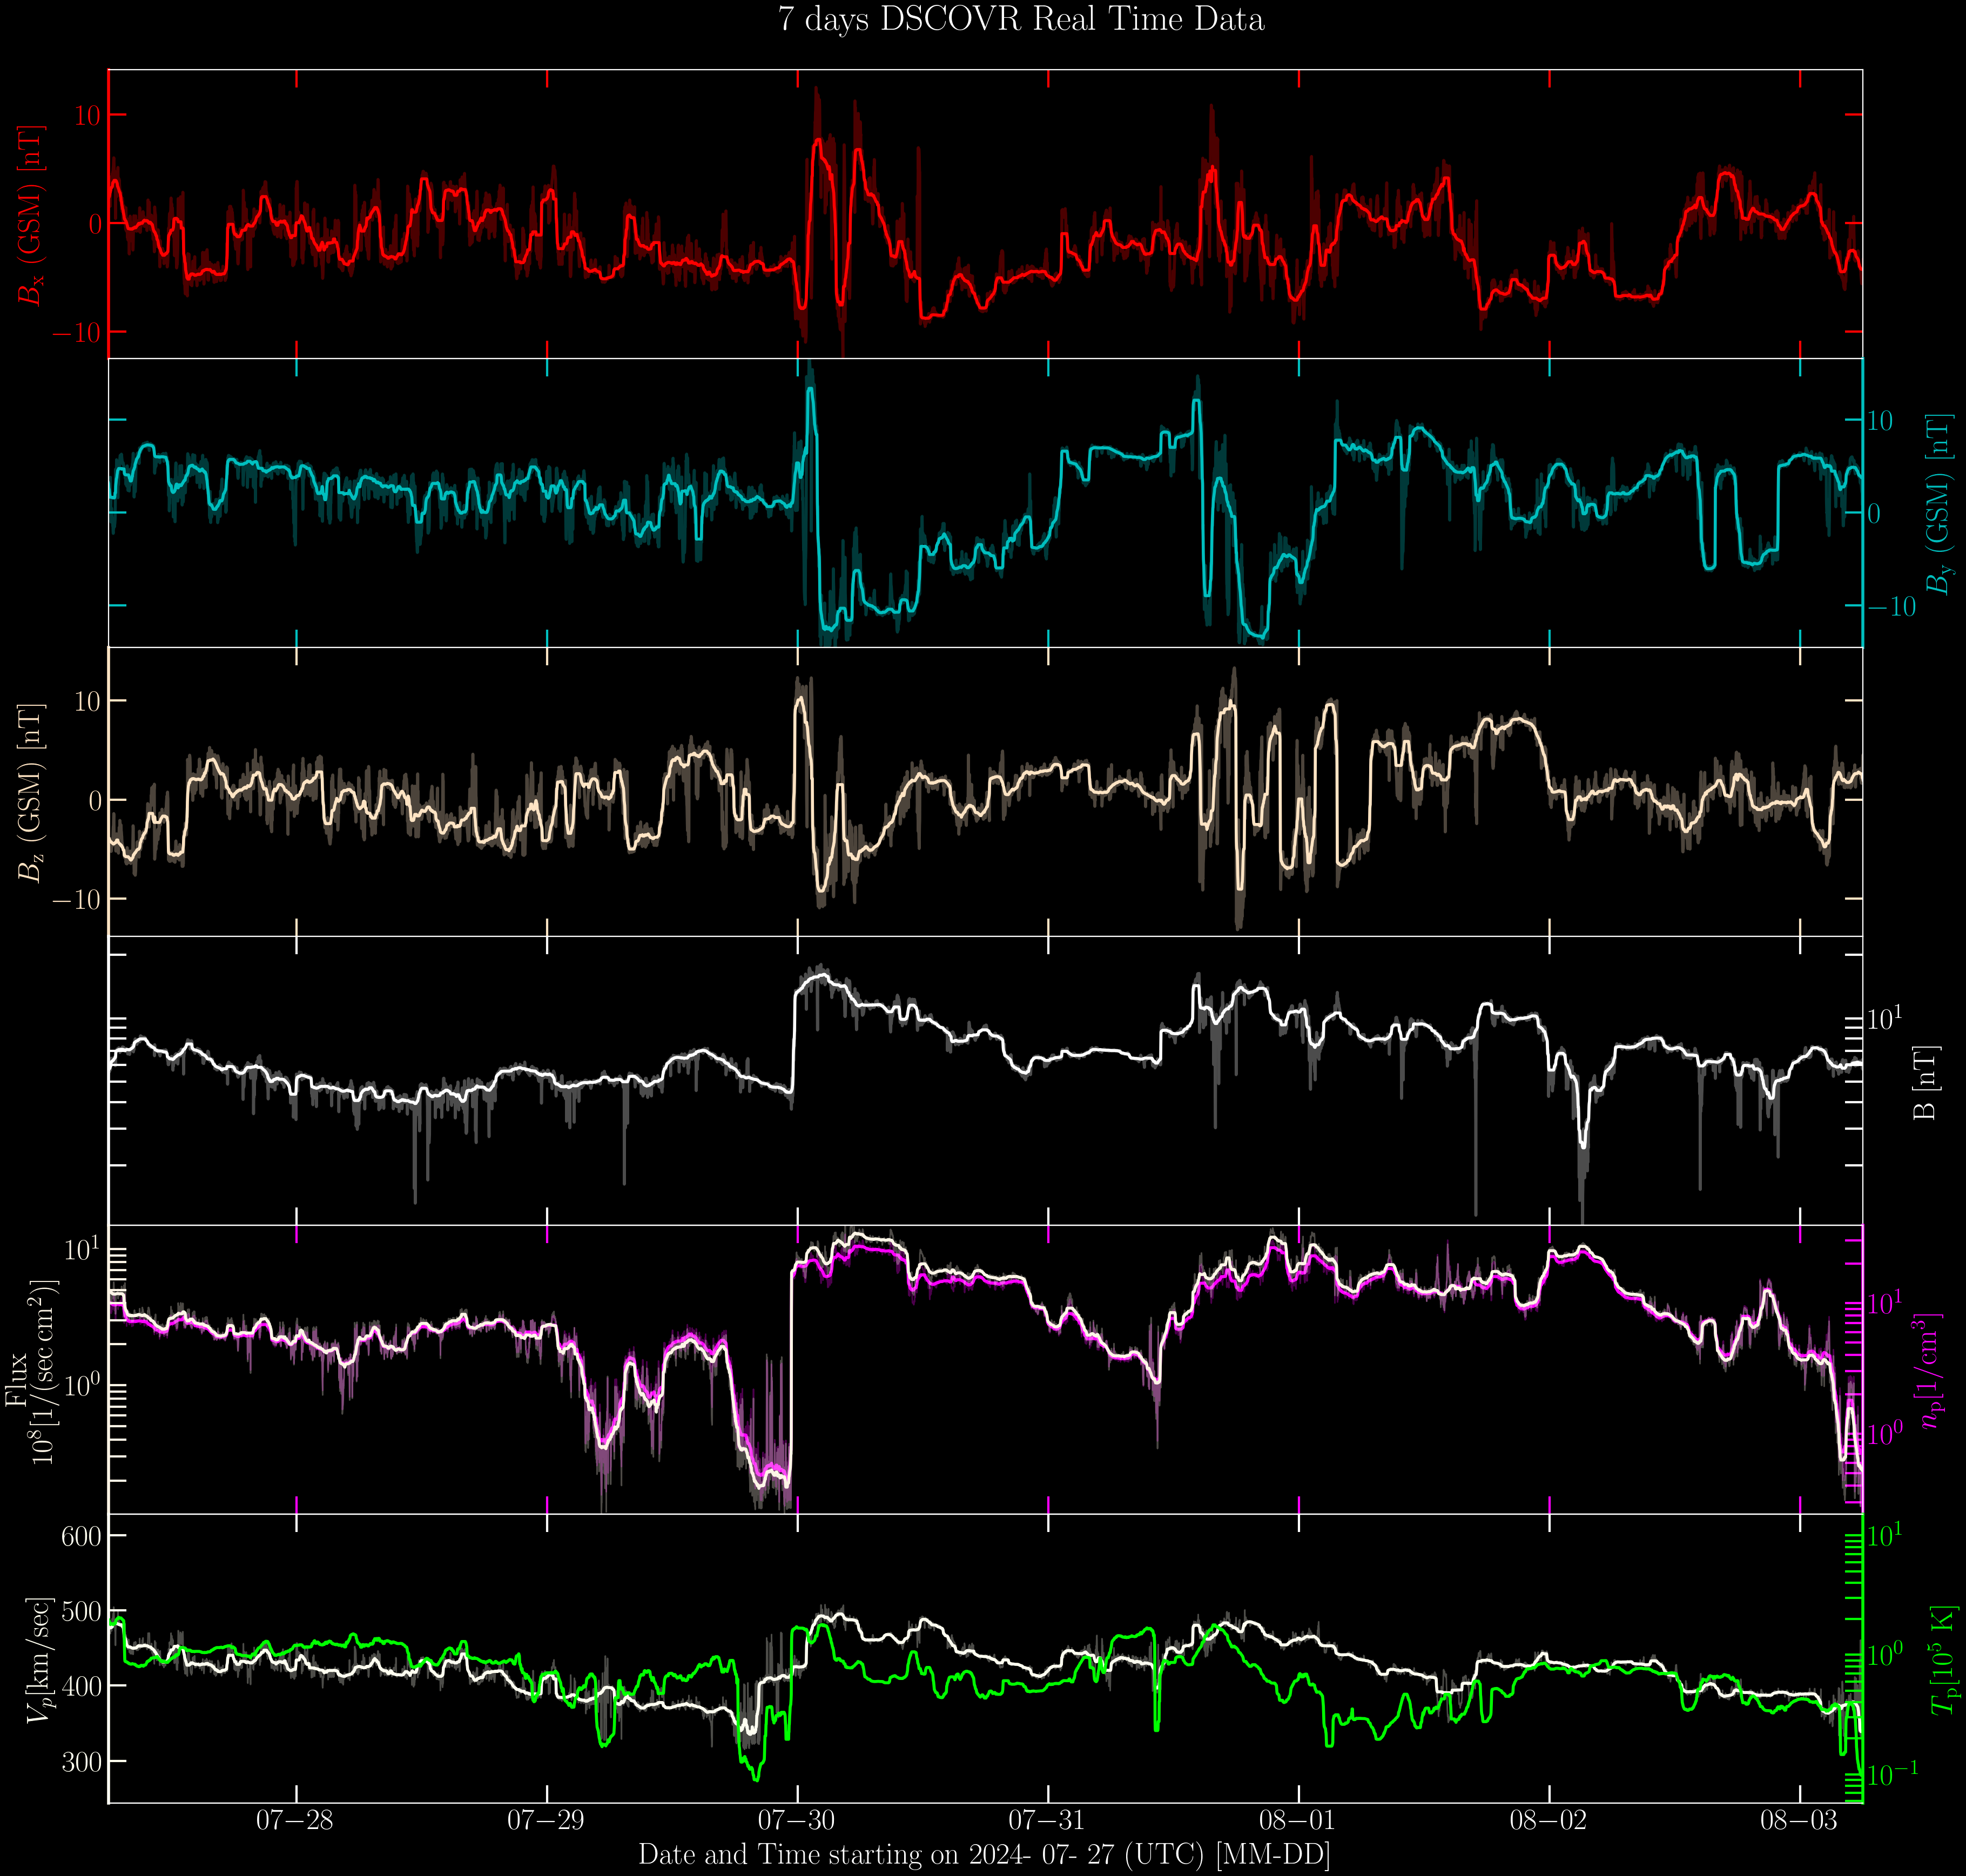 7 days DSCOVR Real Time Data
10
0
−10
Bx (GSM) [nT]
10
0
−10
By (GSM) [nT]
10
0
−10
Bz (GSM) [nT]
10^1
B [nT]
10^1
10^0
Flux
10^8[1/(sec cm^2)]
10^1
10^0
np[1/cm^3]
600
500
400
300
Vp[km/sec]
10^1
10^0
10^−1
Tp[10^5 K]
07−28 07−29 07−30 07−31 08−01 08−02 08−03
Date and Time starting on 2024- 07- 27 (UTC) [MM-DD]